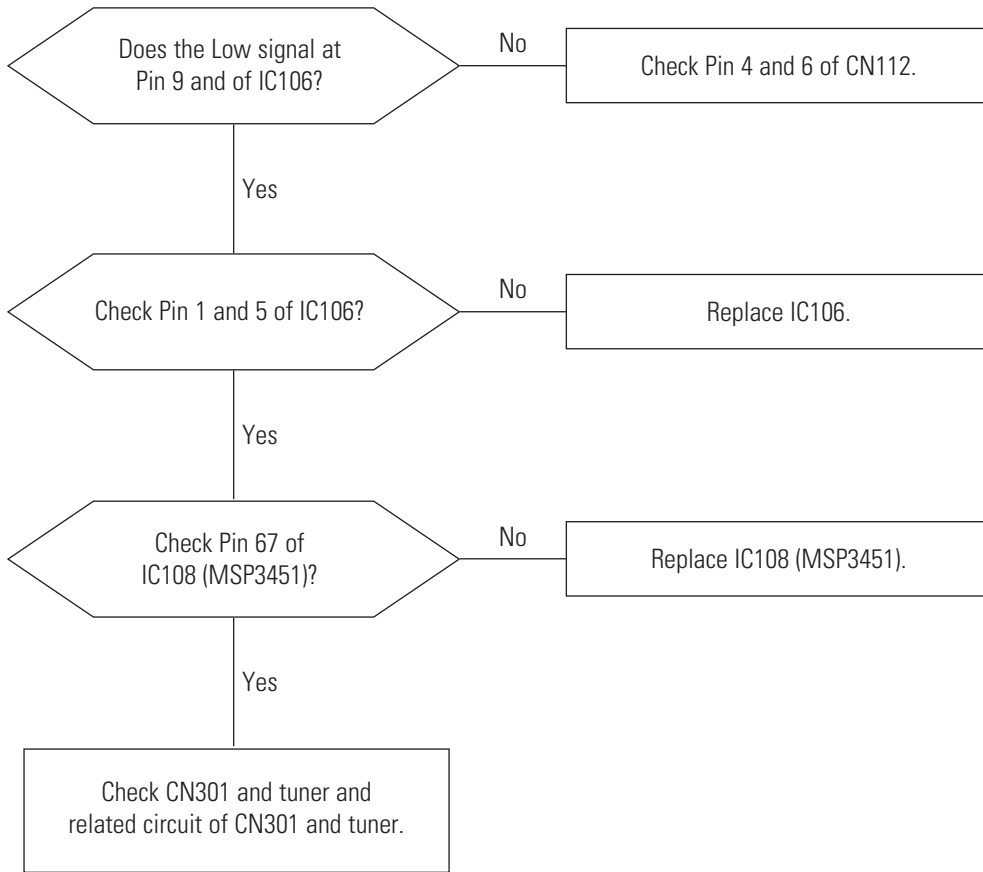 Does the Low signal at
Pin 9 and of IC106?
No
Check Pin 4 and 6 of CN112.
Yes
Check Pin 1 and 5 of IC106?
No
Replace IC106.
Yes
Check Pin 67 of
IC108 (MSP3451)?
No
Replace IC108 (MSP3451).
Yes
Check CN301 and tuner and
related circuit of CN301 and tuner.